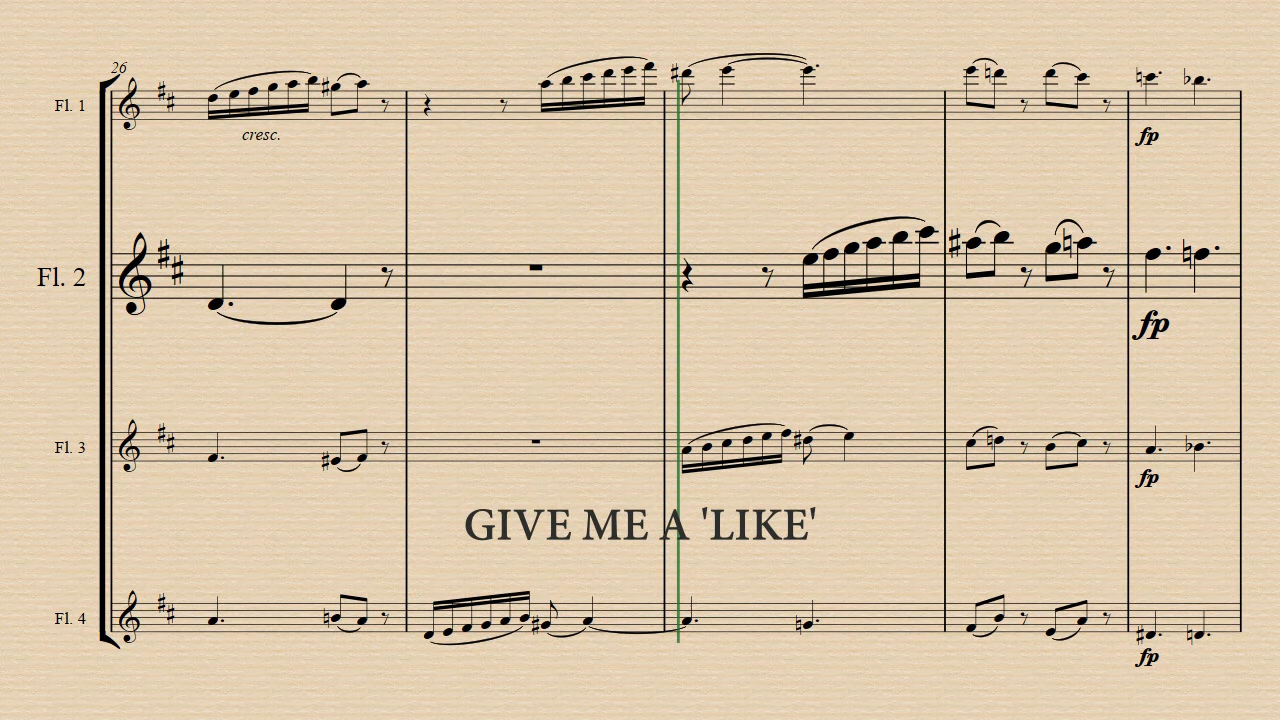 26
Fl. 1
cresc.
fp
Fl. 2
fp
Fl. 3
fp
GIVE ME A 'LIKE'
Fl. 4
fp